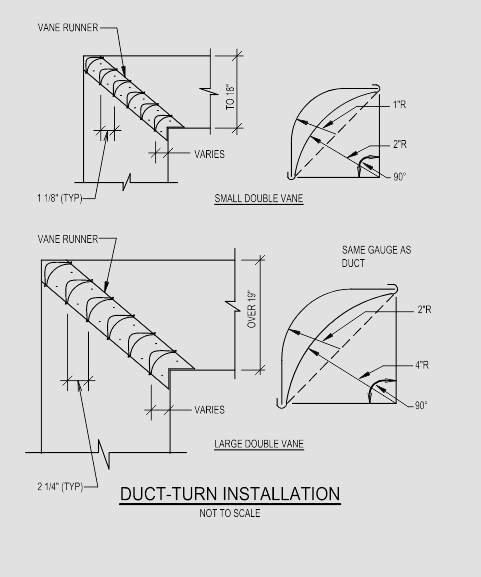 VANE RUNNER
TO 18"
1"R
2"R
VARIES
90°
1 1/8" (TYP)
SMALL DOUBLE VANE
VANE RUNNER
SAME GAUGE AS
DUCT
OVER 19"
2"R
4"R
VARIES
90°
LARGE DOUBLE VANE
2 1/4" (TYP)
DUCT-TURN INSTALLATION
NOT TO SCALE